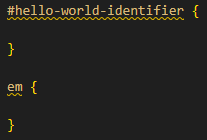 #hello-world-identifier {
}
em {
}